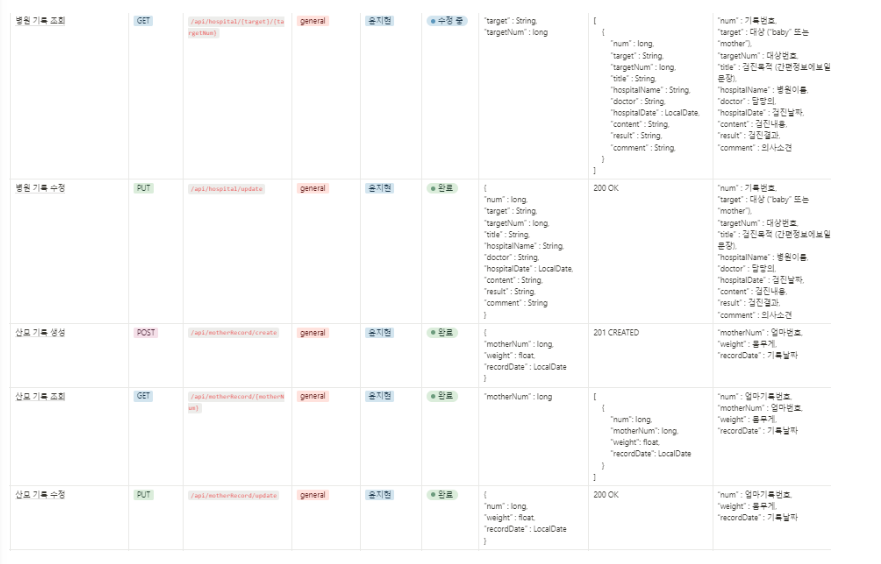 병원 기록 조회
GET
/api/hospital/{target}/{ta
rgetNum}
general
윤지현
수정 중
"target" : String,
"targetNum" : long
[
{
"num" : long,
"target" : String,
"targetNum" : long,
"title" : String,
"hospitalName" : String,
"doctor" : String,
"hospitalDate" : LocalDate,
"content" : String,
"result" : String,
"comment" : String,
}
]
"num" : 기록번호,
"target" : 대상 ("baby" 또는
"mother"),
"targetNum" : 대상번호,
"title" : 검진목적 (간편정보에보일
문장),
"hospitalName" : 병원이름,
"doctor" : 담당의,
"hospitalDate" : 검진날짜,
"content" : 검진내용,
"result" : 검진결과,
"comment" : 의사소견
병원 기록 수정
PUT
/api/hospital/update
general
윤지현
완료
{
"num" : long,
"target" : String,
"targetNum" : long,
"title" : String,
"hospitalName" : String,
"doctor" : String,
"hospitalDate" : LocalDate,
"content" : String,
"result" : String,
"comment" : String
}
200 OK
"num" : 기록번호,
"target" : 대상 ("baby" 또는
"mother"),
"targetNum" : 대상번호,
"title" : 검진목적 (간편정보에보일
문장),
"hospitalName" : 병원이름,
"doctor" : 담당의,
"hospitalDate" : 검진날짜,
"content" : 검진내용,
"result" : 검진결과,
"comment" : 의사소견
산모 기록 생성
POST
/api/motherRecord/create
general
윤지현
완료
{
"motherNum" : long,
"weight" : float,
"recordDate" : LocalDate
}
201 CREATED
"motherNum" : 엄마번호,
"weight" : 몸무게,
"recordDate" : 기록날짜
산모 기록 조회
GET
/api/motherRecord/{motherN
um}
general
윤지현
완료
"motherNum" : long
[
{
"num": long,
"motherNum": long,
"weight": float,
"recordDate": LocalDate
}
]
"num" : 엄마기록번호,
"motherNum" : 엄마번호,
"weight" : 몸무게,
"recordDate" : 기록날짜
산모 기록 수정
PUT
/api/motherRecord/update
general
윤지현
완료
{
"num" : long,
"weight" : float,
"recordDate" : LocalDate
}
200 OK
"num" : 엄마기록번호,
"weight" : 몸무게,
"recordDate" : 기록날짜